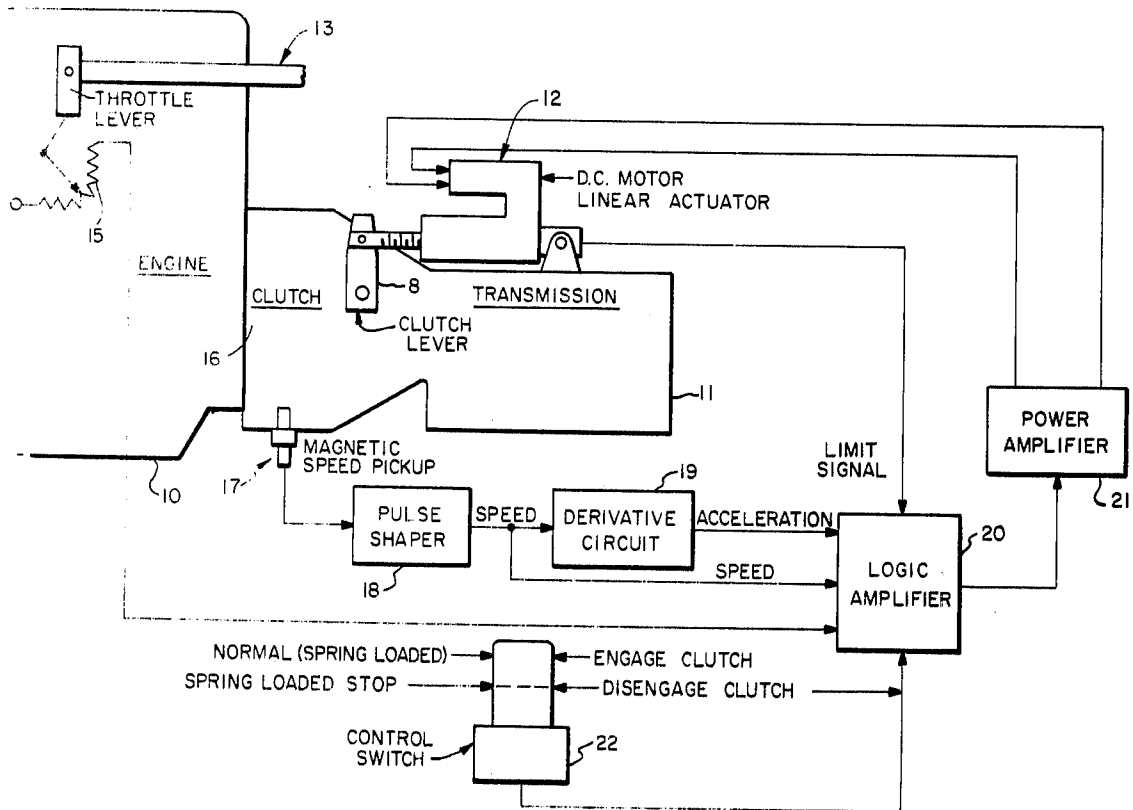 13
THROTTLE
LEVER
12
D.C. MOTOR
LINEAR ACTUATOR
15
ENGINE
CLUTCH
8
TRANSMISSION
CLUTCH
LEVER
16
11
POWER
AMPLIFIER
21
MAGNETIC
SPEED PICKUP
17
10
LIMIT
SIGNAL
PULSE
SHAPER
18
SPEED
19
DERIVATIVE
CIRCUIT
ACCELERATION
SPEED
20
LOGIC
AMPLIFIER
NORMAL (SPRING LOADED)
ENGAGE CLUTCH
SPRING LOADED STOP
DISENGAGE CLUTCH
CONTROL
SWITCH
22